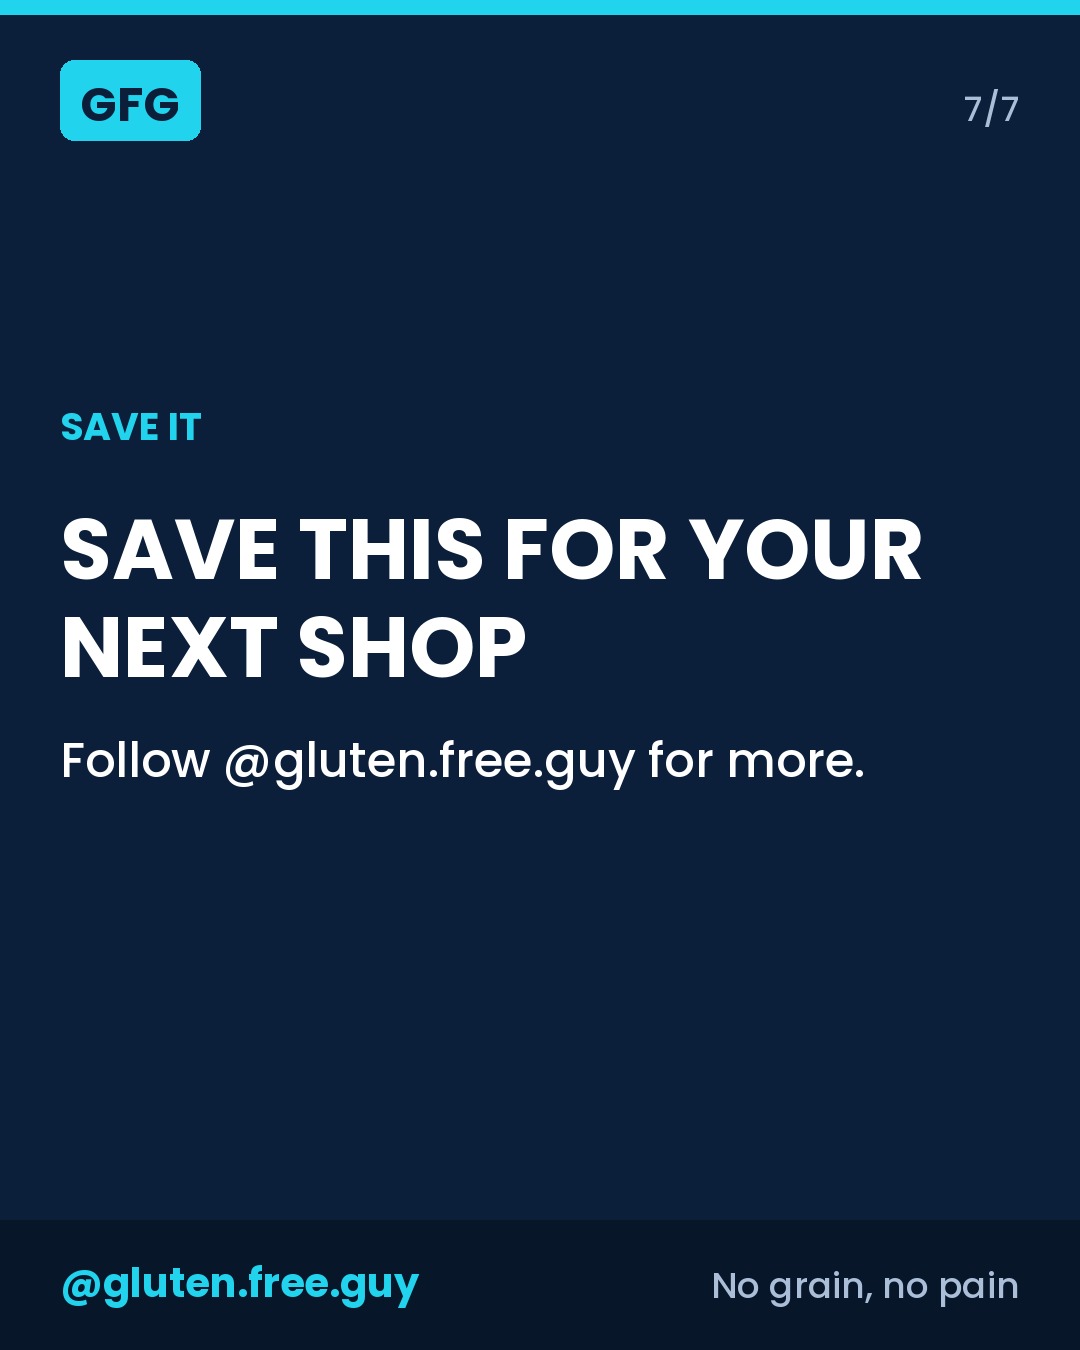 GFG
7/7
SAVE IT
SAVE THIS FOR YOUR
NEXT SHOP
Follow @gluten.free.guy for more.
@gluten.free.guy
No grain, no pain